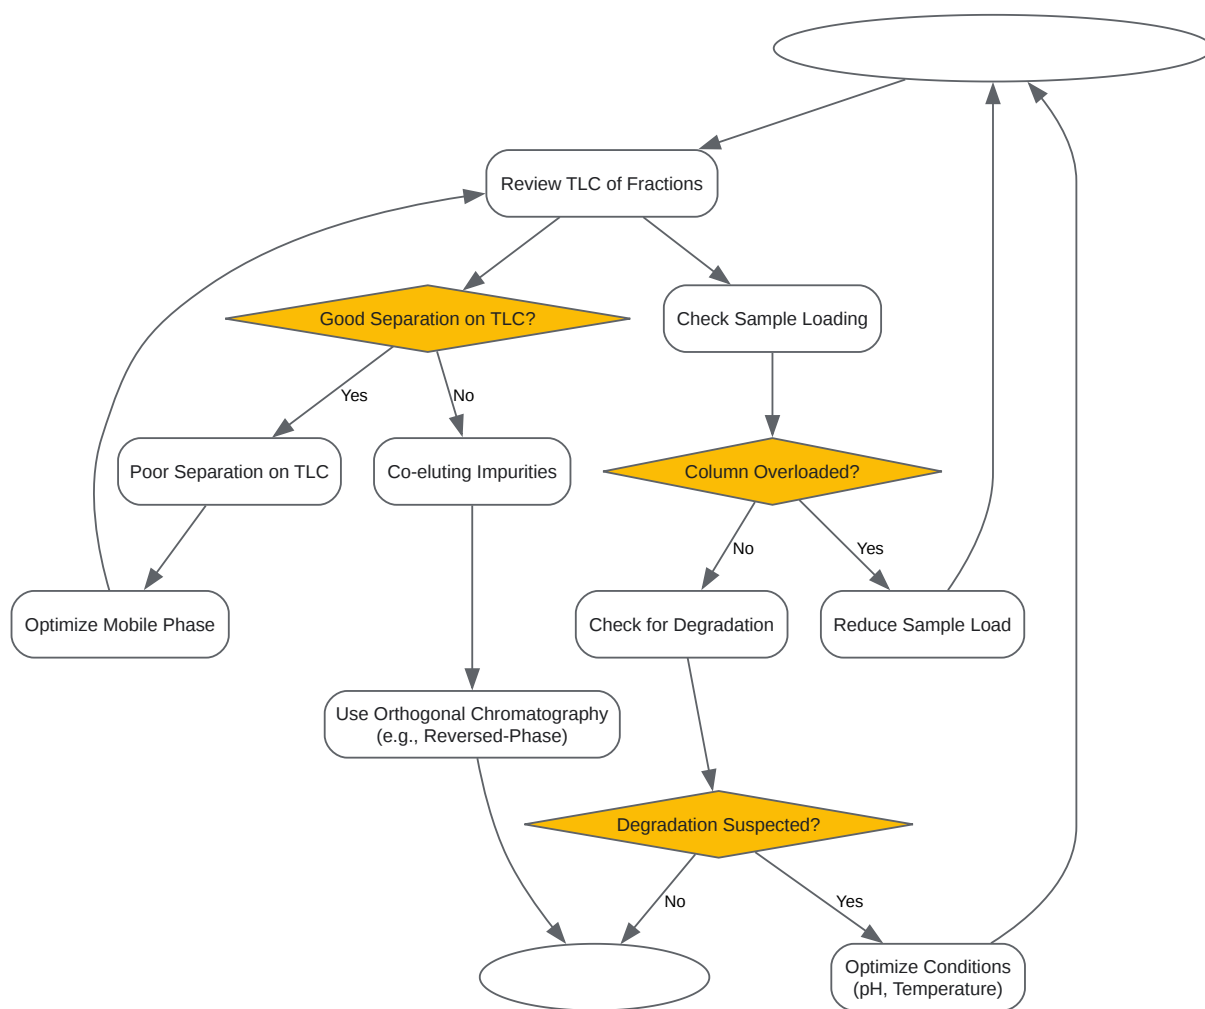 Review TLC of Fractions
Good Separation on TLC?
Check Sample Loading
Yes
No
Poor Separation on TLC
Co-eluting Impurities
Column Overloaded?
No
Yes
Optimize Mobile Phase
Check for Degradation
Reduce Sample Load
Use Orthogonal Chromatography
(e.g., Reversed-Phase)
Degradation Suspected?
No
Yes
Optimize Conditions
(pH, Temperature)